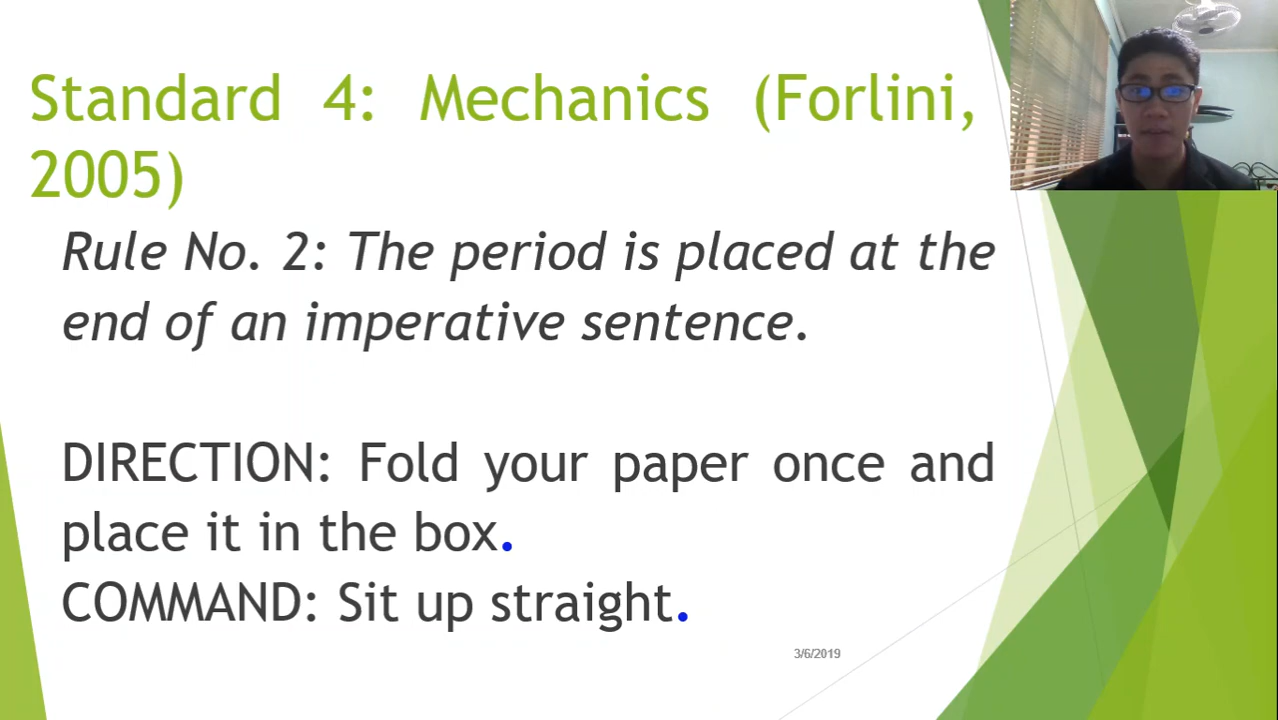 Standard 4: Mechanics (Forlini,
2005)
Rule No. 2: The period is placed at the
end of an imperative sentence.
DIRECTION: Fold your paper once and
place it in the box.
COMMAND: Sit up straight.
3/6/2019